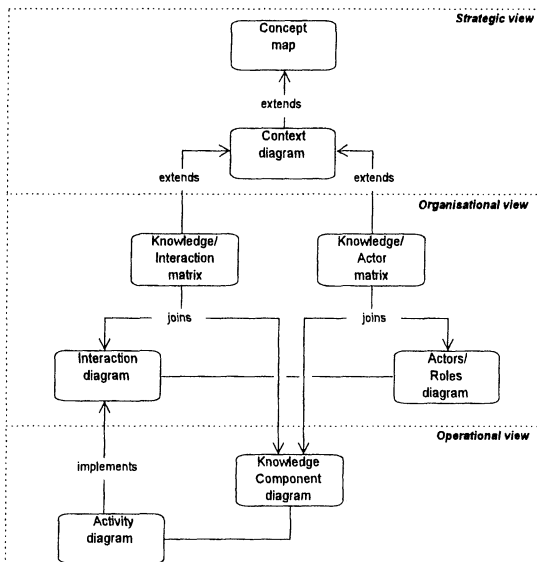 Strategic view
Concept
map
extends
Context
diagram
extends
extends
Organisational view
Knowledge/
Interaction
matrix
Knowledge/
Actor
matrix
joins
joins
Interaction
diagram
Actors/
Roles
diagram
Operational view
implements
Knowledge
Component
diagram
Activity
diagram